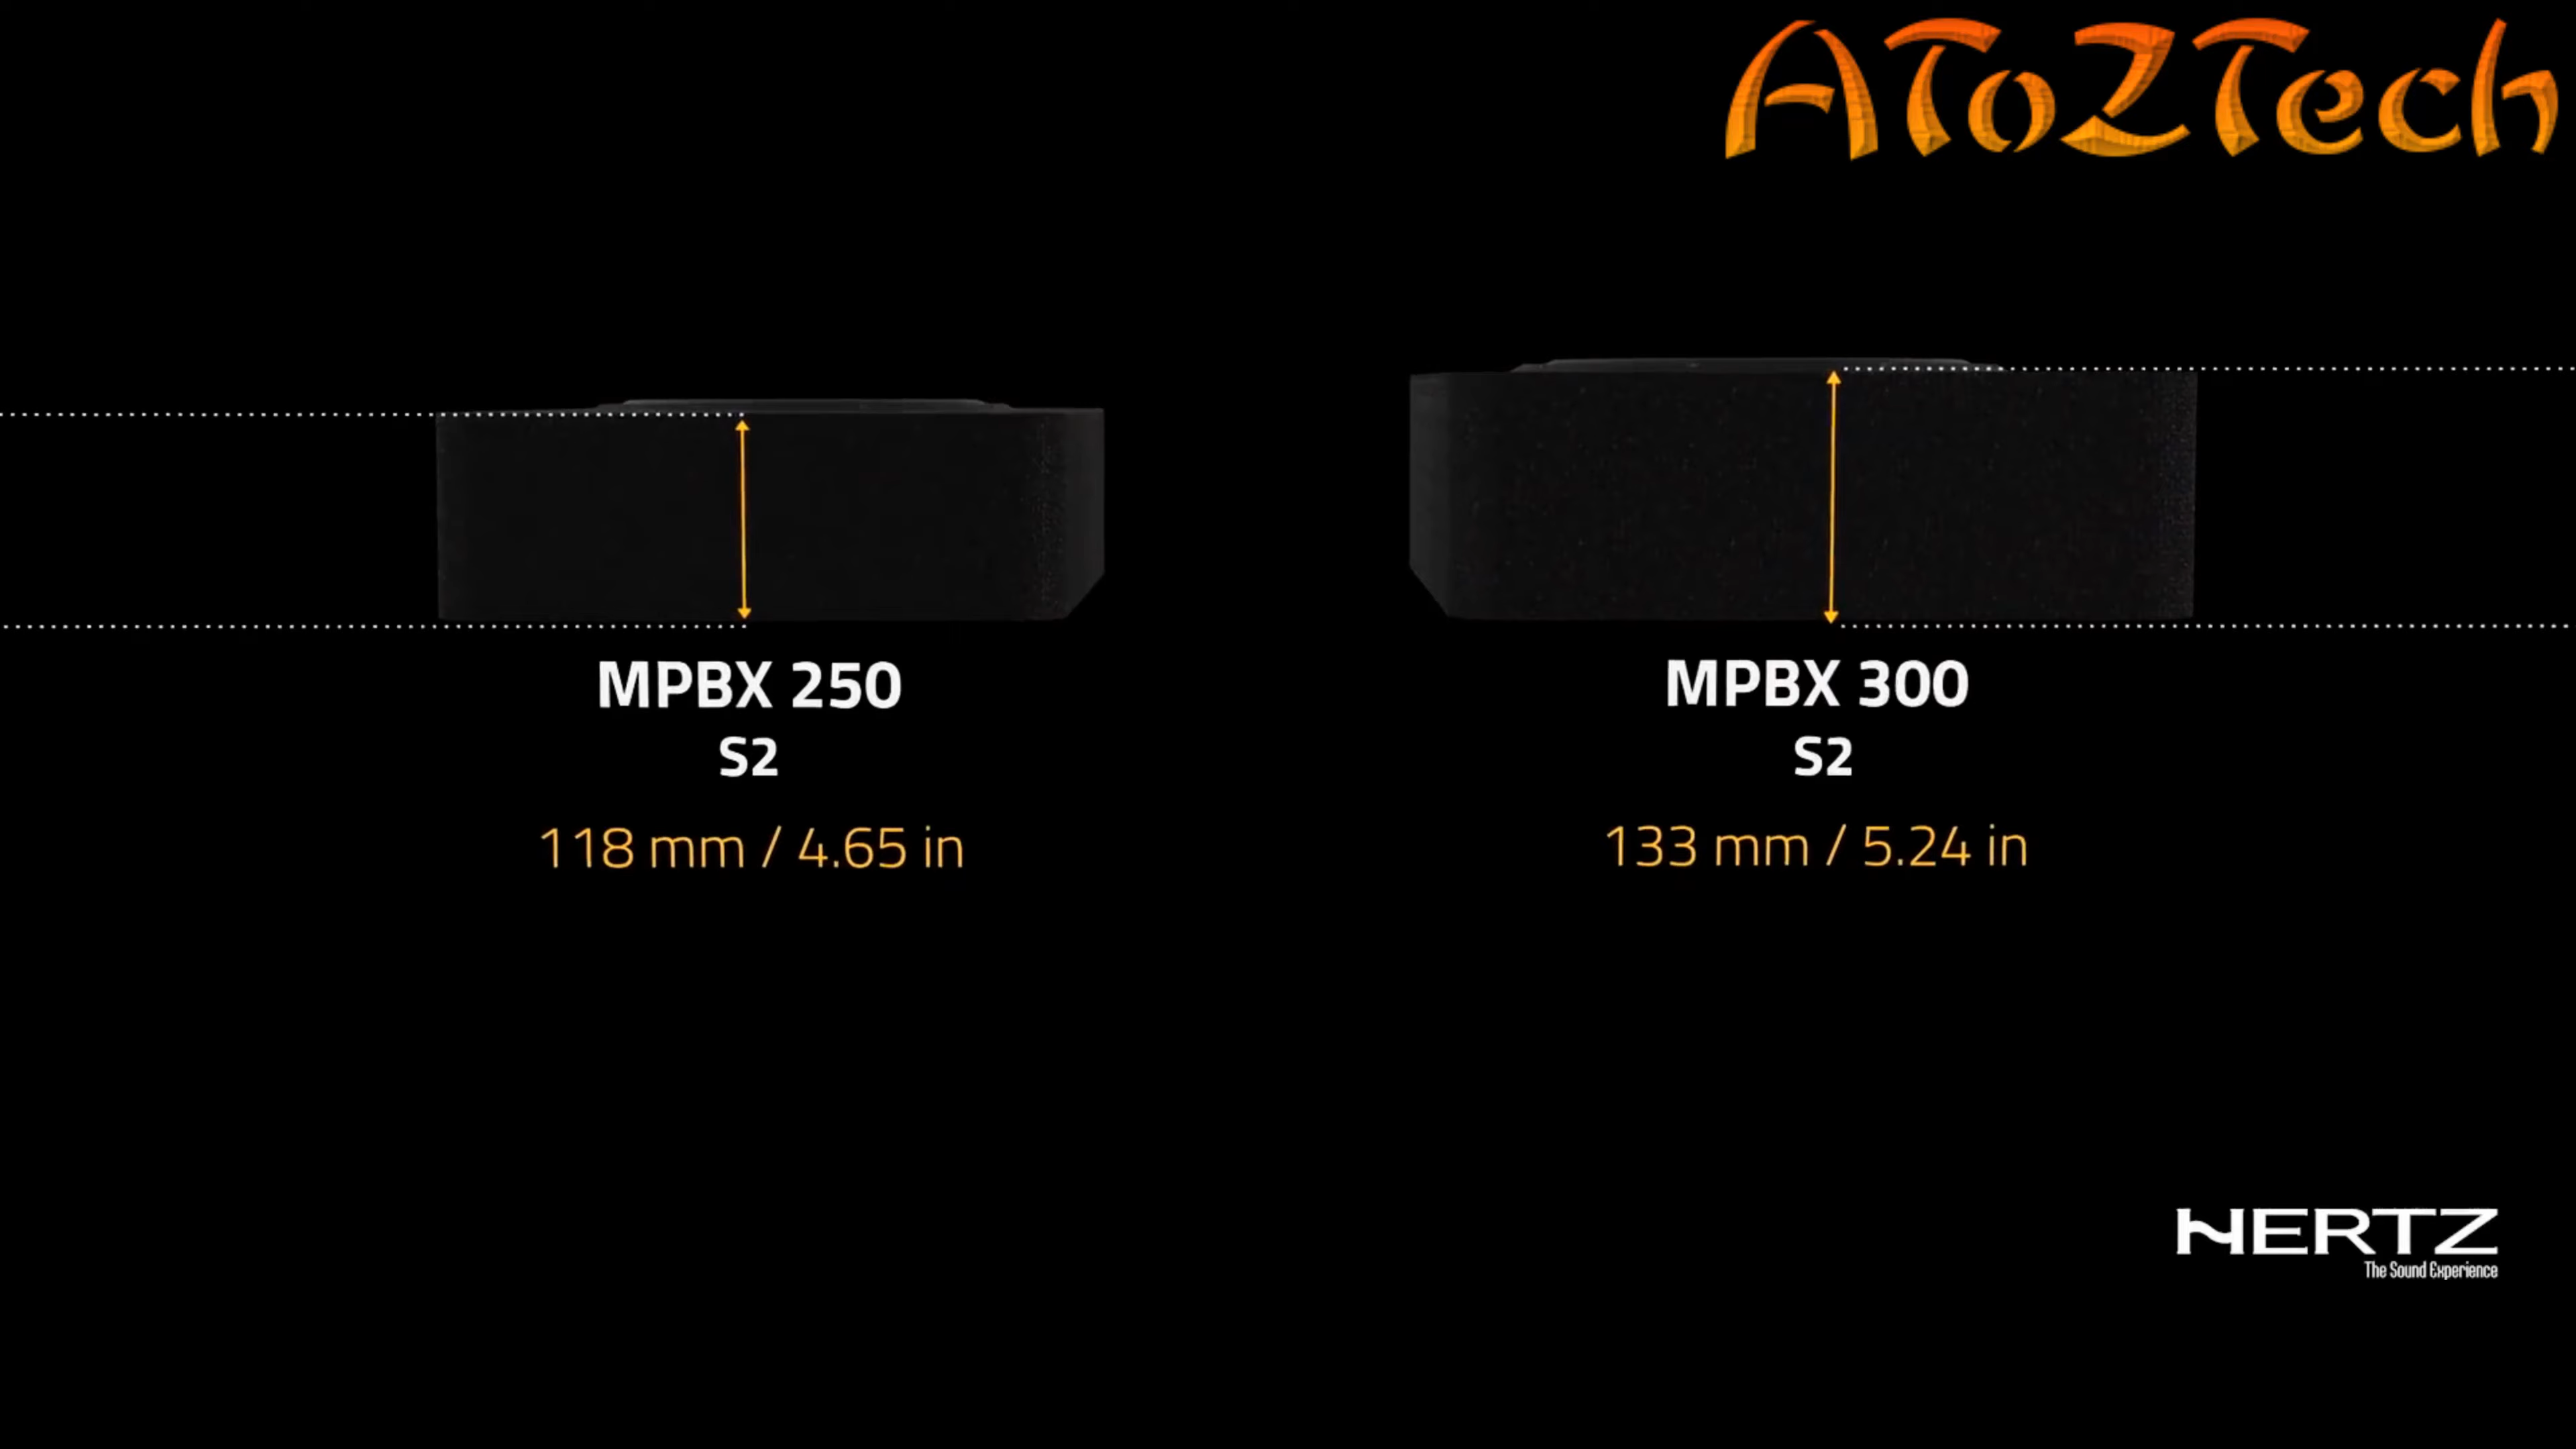 AToZTech
MPBX 250
S2
118 mm / 4.65 in
MPBX 300
S2
133 mm / 5.24 in
HERTZ
The Sound Experience